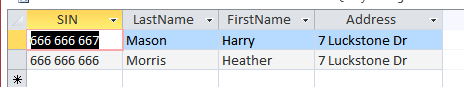 SIN LastName FirstName Address
666 666 667 Mason Harry 7 Luckstone Dr
666 666 666 Morris Heather 7 Luckstone Dr